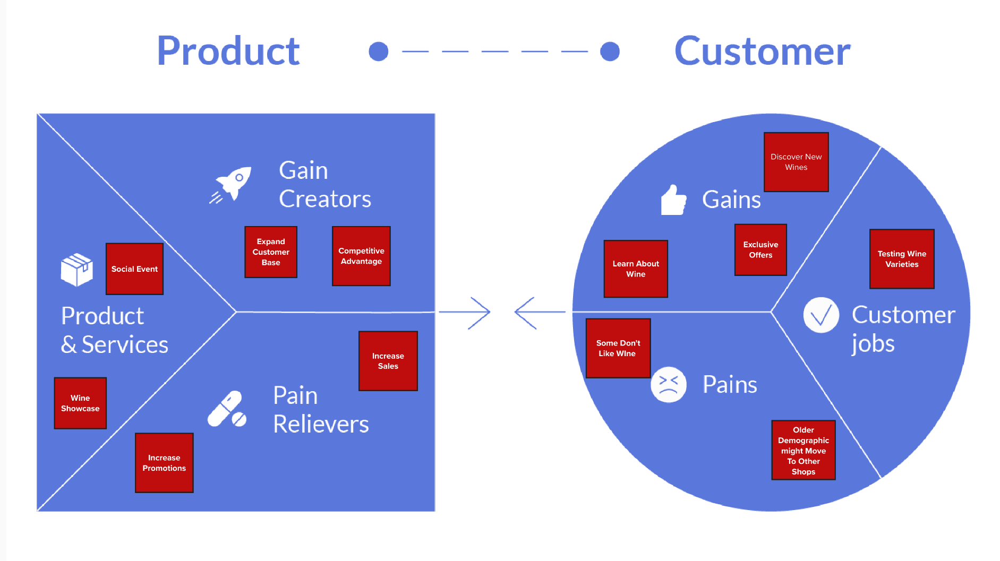 Product
Customer
Gain
Creators
Expand
Customer
Base
Competitive
Advantage
Social Event
Product
& Services
Wine
Showcase
Increase
Sales
Pain
Relievers
Increase
Promotions
Discover New
Wines
Gains
Exclusive
Offers
Learn About
Wine
Testing Wine
Varieties
Customer
jobs
Some Don't
Like WIne
Pains
Older
Demographic
might Move
To Other
Shops